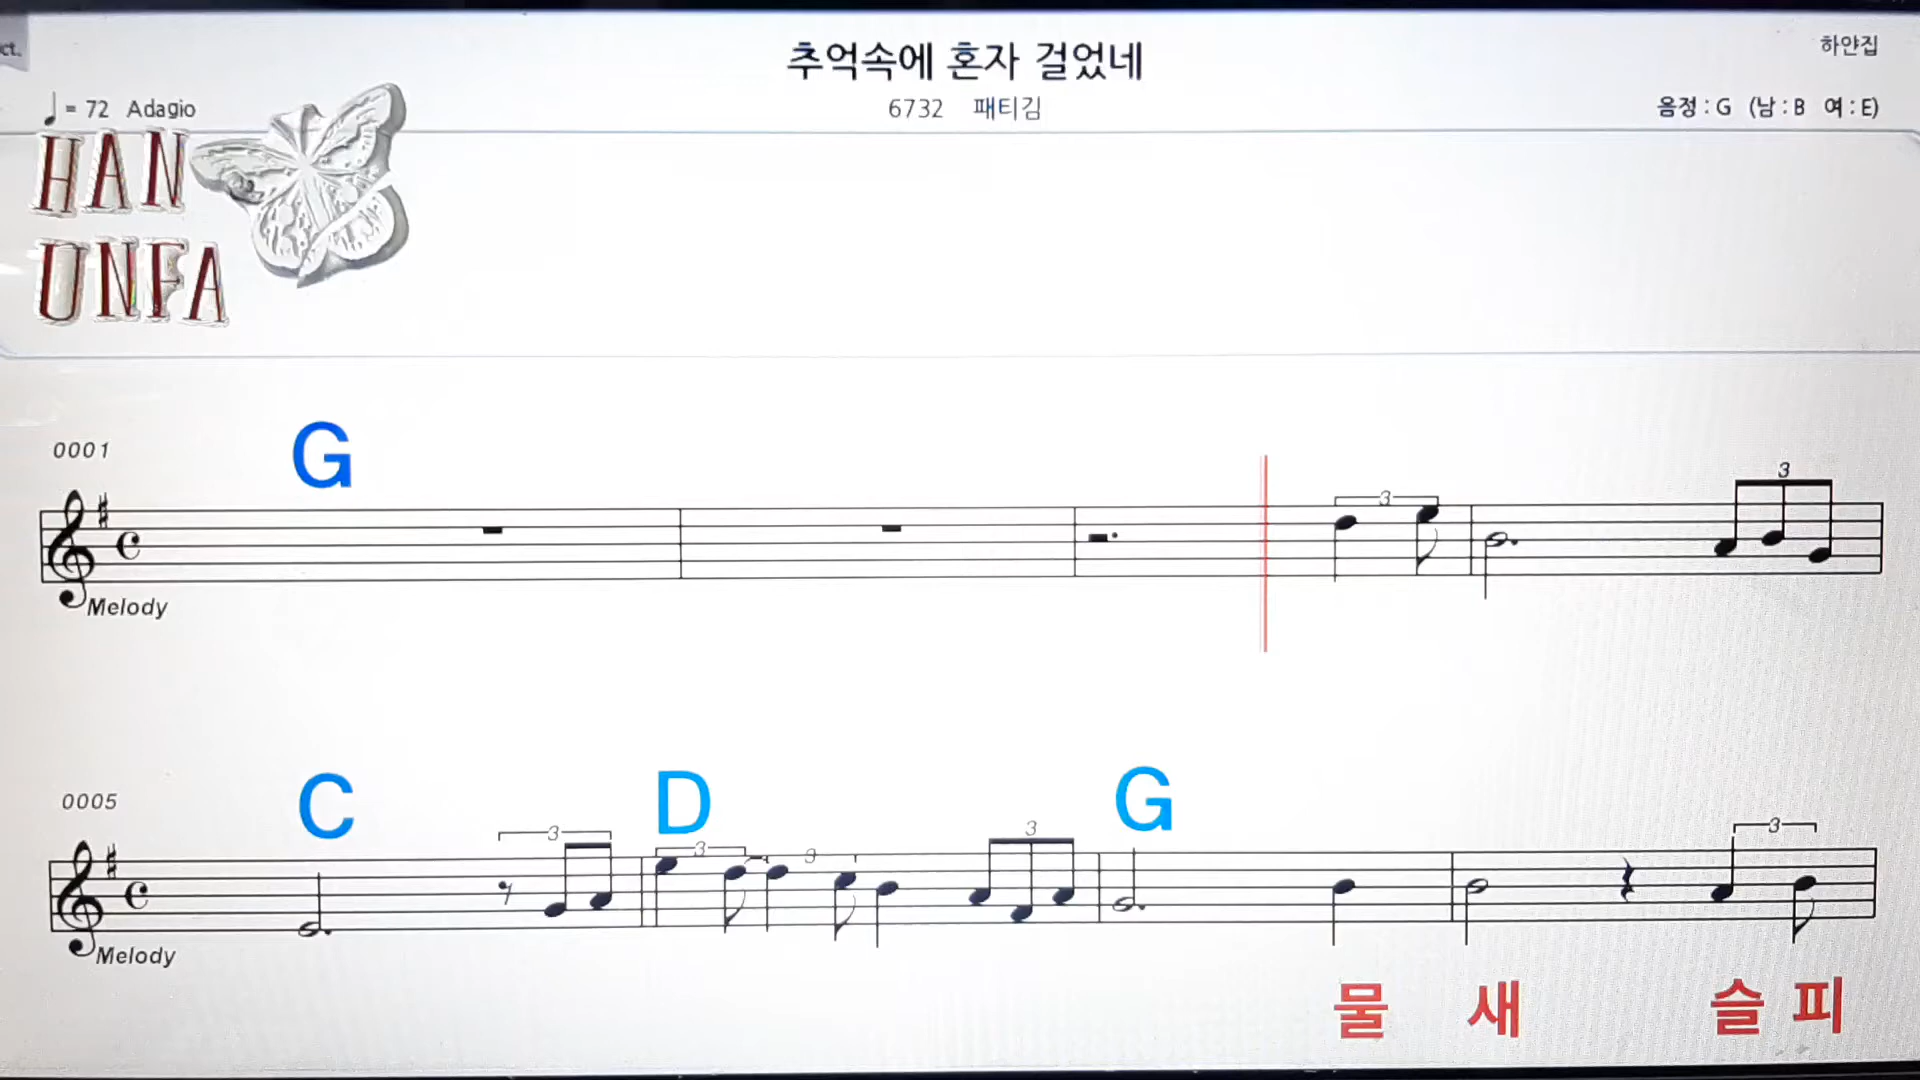 ct.
추억속에 혼자 걸었네
하얀집
♩= 72 Adagio
6732 패티김
음정 : G (남 : B 여 : E)
HAN
UNFA
0001
G
3
3
Melody
0005
C
D
G
3
3
3
3
3
Melody
물 새 슬 피